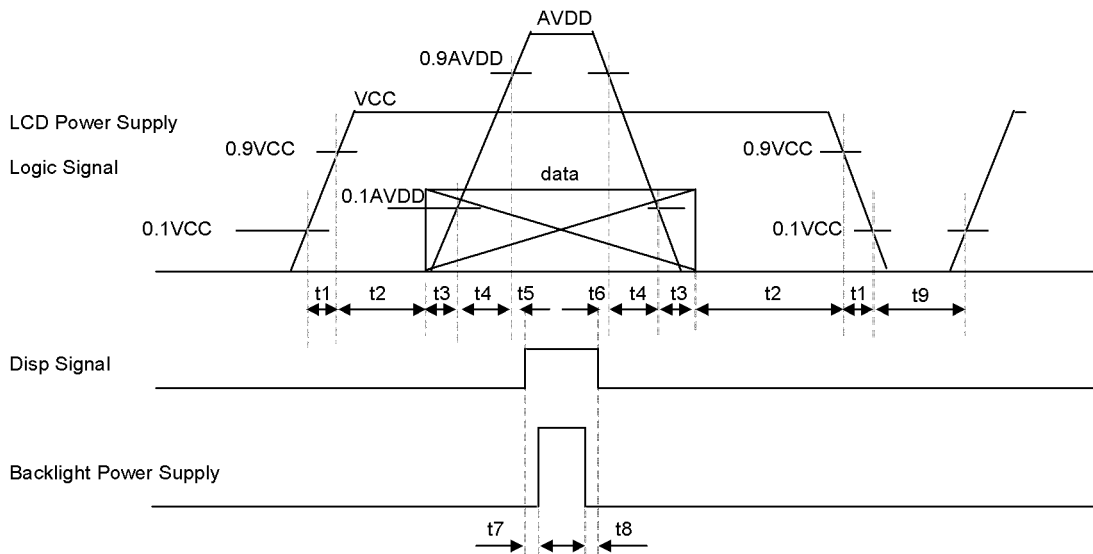 AVDD
0.9AVDD
VCC
LCD Power Supply
0.9VCC
0.9VCC
Logic Signal
data
0.1AVDD
0.1VCC
0.1VCC
t1 t2 t3 t4 t5 t6 t4 t3 t2 t1 t9
Disp Signal
Backlight Power Supply
t7 t8